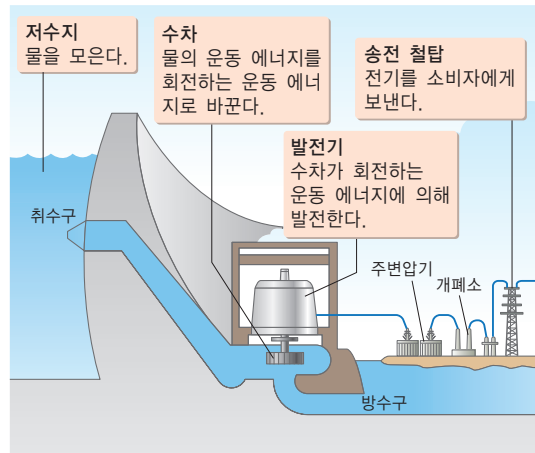 저수지
물을 모은다.
수차
물의 운동 에너지를
회전하는 운동 에너
지로 바꾼다.
송전 철탑
전기를 소비자에게
보낸다.
발전기
수차가 회전하는
운동 에너지에 의해
발전한다.
취수구
주변압기
개폐소
방수구